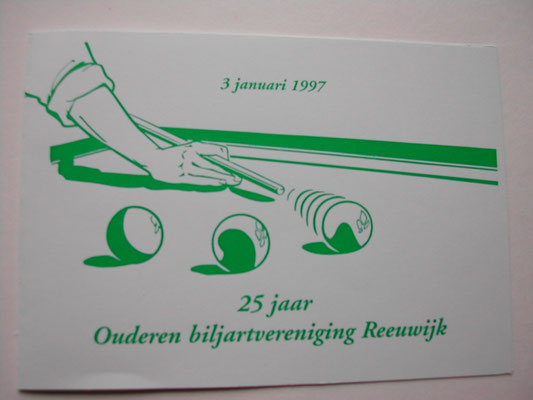 3 januari 1997
25 jaar
Ouderen biljartvereniging Reeuwijk